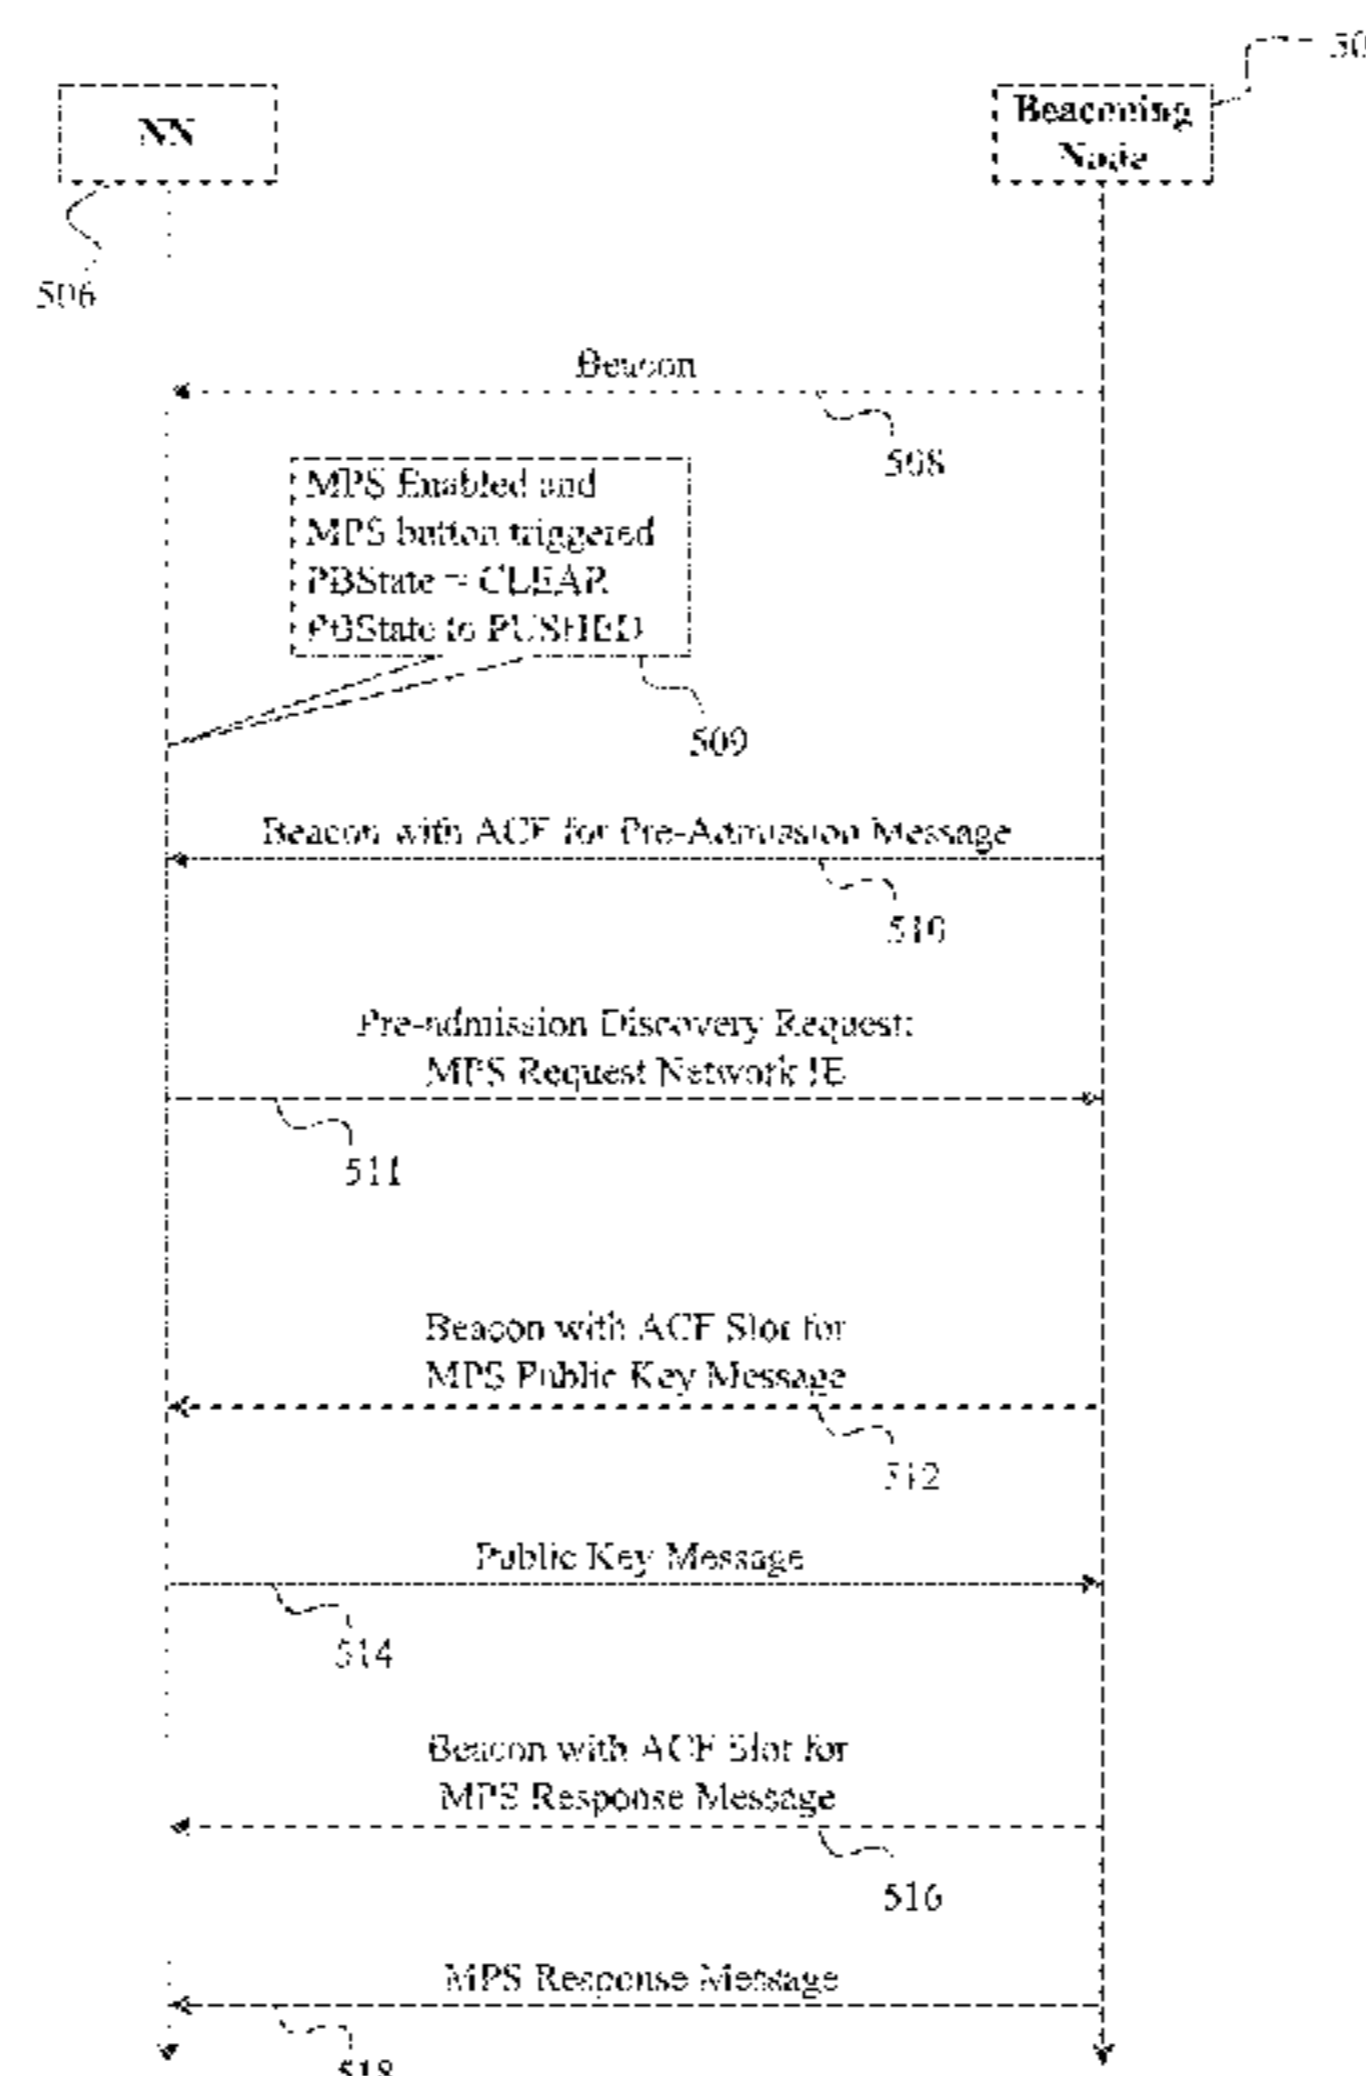 NN
Beaconing
Node
506
Beacon
508
MPS Enabled and
MPS button triggered
PBState = CLEAR
PBState to PUSHED
509
Beacon with ACF for Pre-Admission Message
510
Pre-admission Discovery Request:
MPS Request Network IE
511
Beacon with ACF Slot for
MPS Public Key Message
512
Public Key Message
514
Beacon with ACF Slot for
MPS Response Message
516
MPS Response Message
518